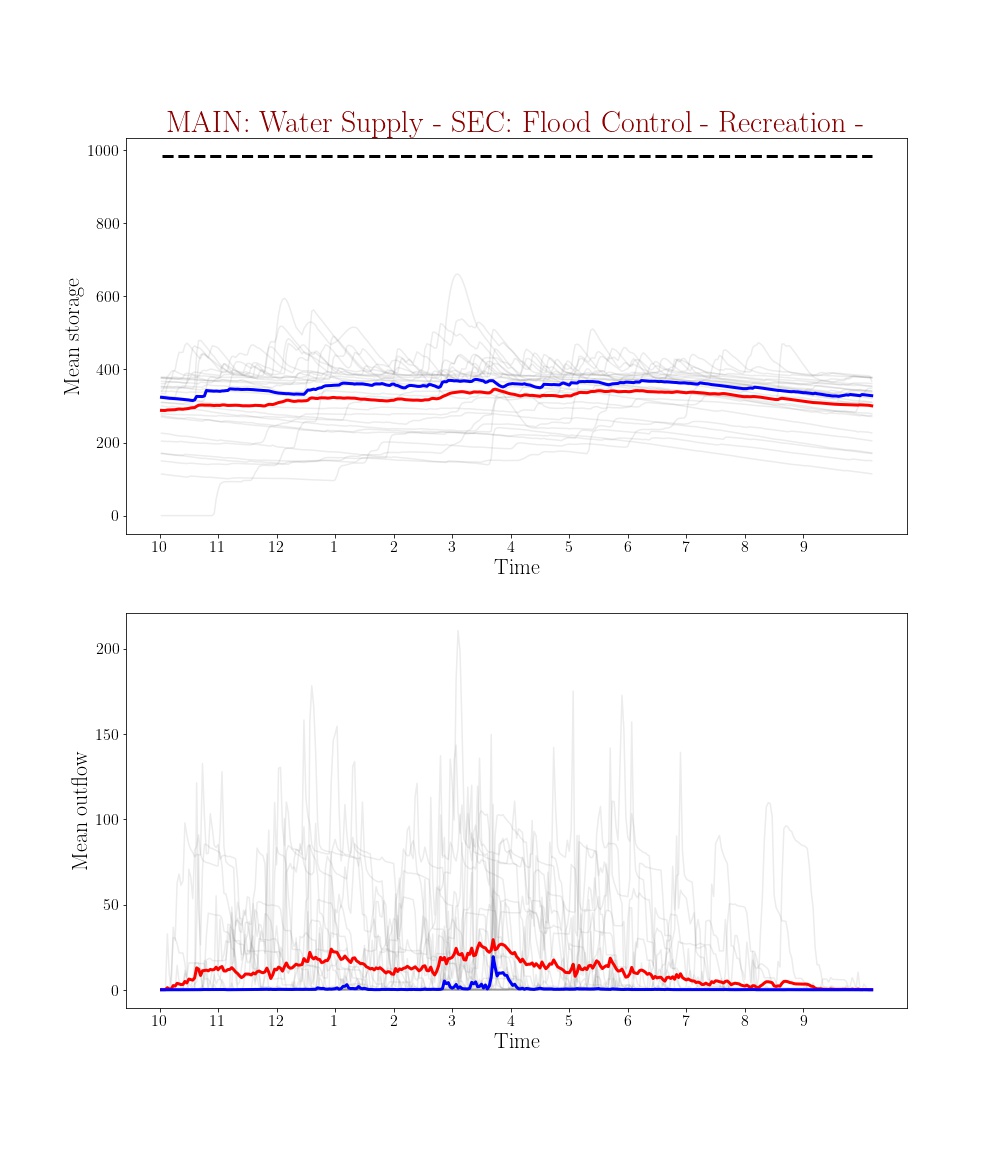 MAIN: Water Supply - SEC: Flood Control - Recreation -
1000
800
600
400
200
0
Mean storage
10 11 12 1 2 3 4 5 6 7 8 9
Time
200
150
100
50
0
Mean outflow
10 11 12 1 2 3 4 5 6 7 8 9
Time